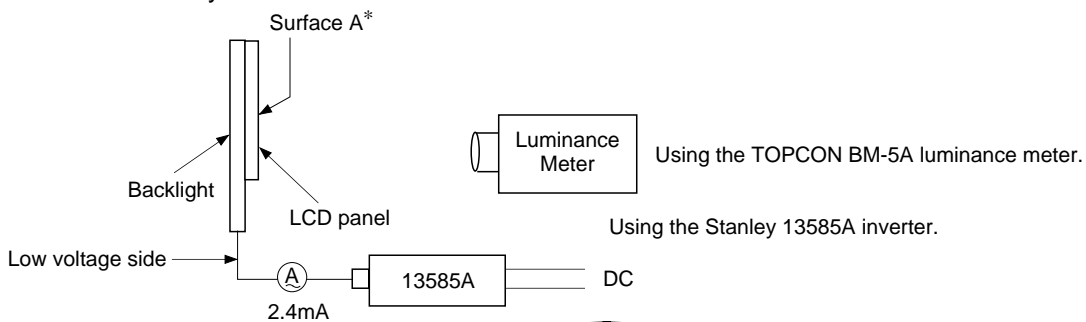 Surface A*
Luminance
Meter
Using the TOPCON BM-5A luminance meter.
Backlight
LCD panel
Using the Stanley 13585A inverter.
Low voltage side
A
13585A
DC
2.4mA